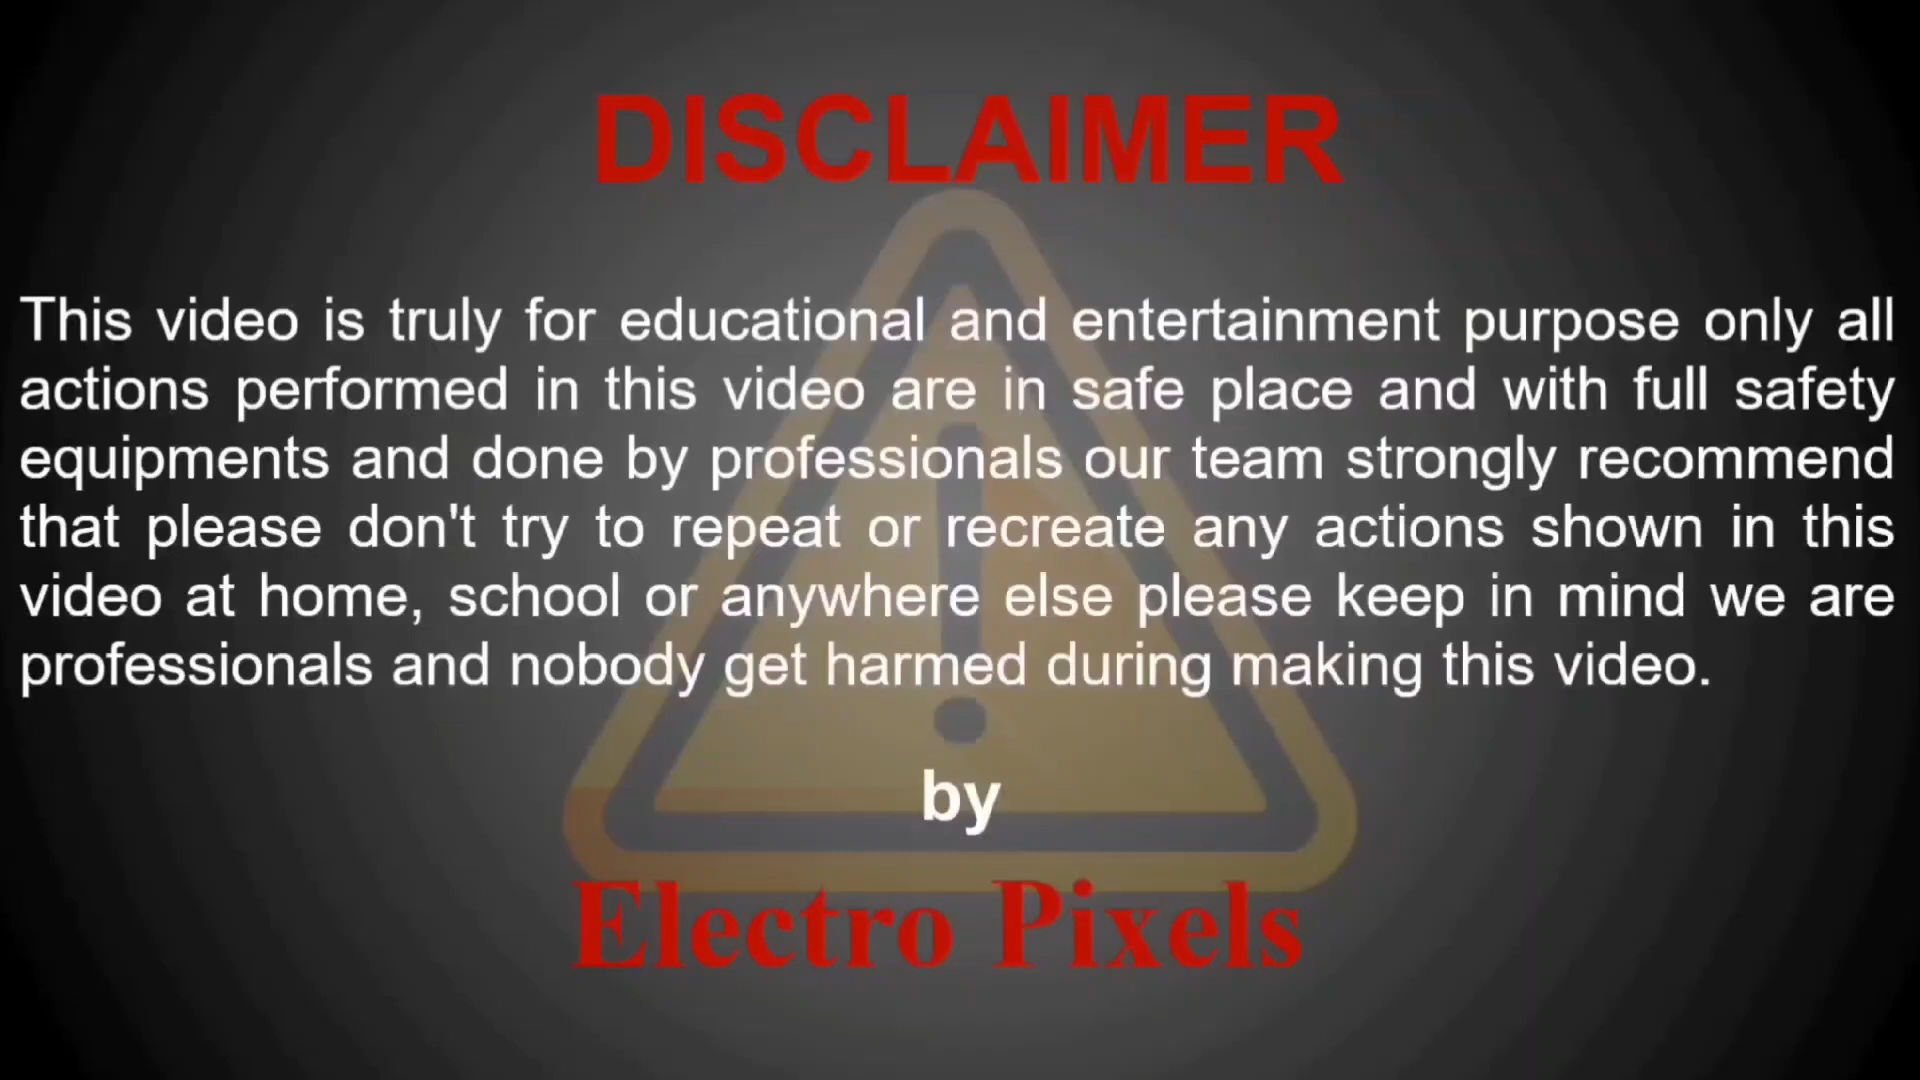 DISCLAIMER
This video is truly for educational and entertainment purpose only all
actions performed in this video are in safe place and with full safety
equipments and done by professionals our team strongly recommend
that please don't try to repeat or recreate any actions shown in this
video at home, school or anywhere else please keep in mind we are
professionals and nobody get harmed during making this video.
by
Electro Pixels